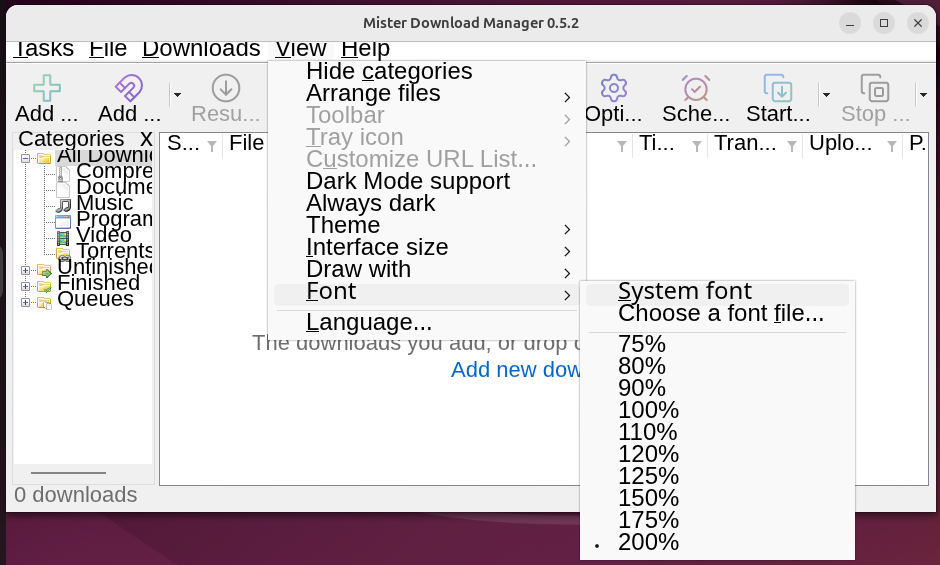 Mister Download Manager 0.5.2
Tasks File Downloads View Help
Add ... Add ... Resu... Opti... Sche... Start... Stop ...
Categories X
All Downl
Compre
Docume
Music
Program
Video
Torrents
Unfinished
Finished
Queues
S... File Ti... Tran... Uplo... P.
Hide categories
Arrange files
Toolbar
Tray icon
Customize URL List...
Dark Mode support
Always dark
Theme
Interface size
Draw with
Font
Language...
System font
Choose a font file...
75%
80%
90%
100%
110%
120%
125%
150%
175%
200%
The downloads you add, or drop
Add new dow
0 downloads